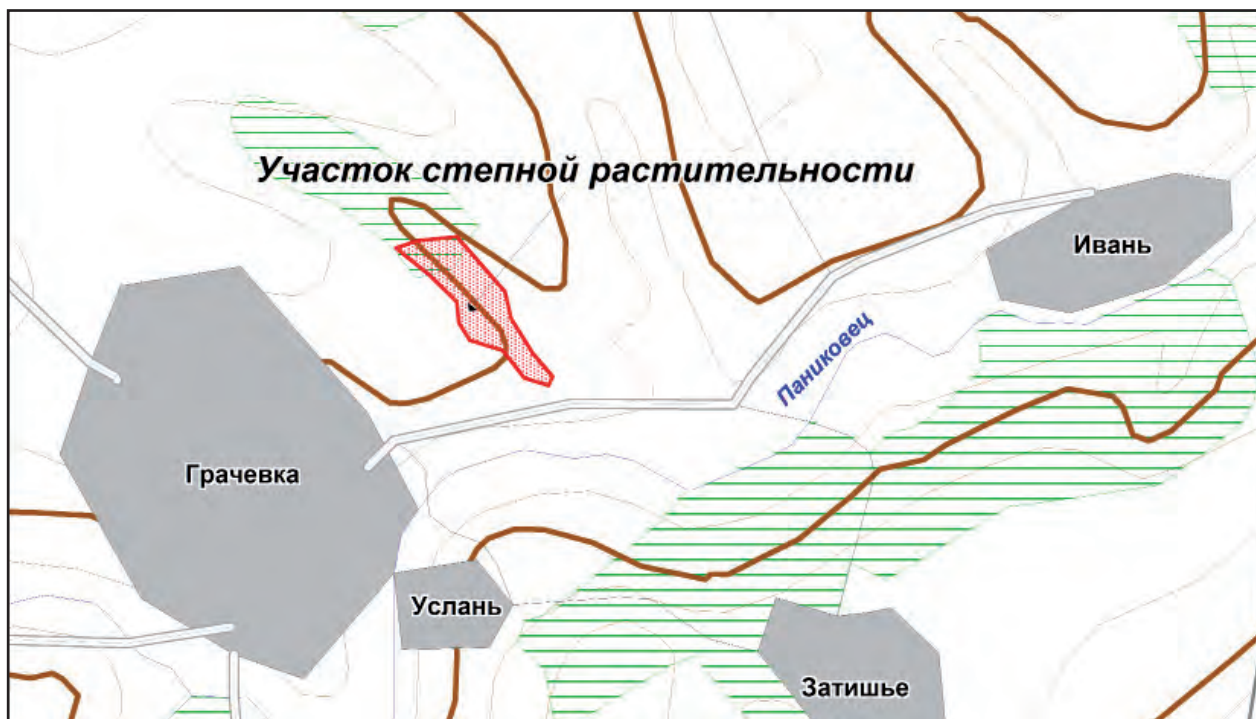 Участок степной растительности
Ивань
Паниковец
Грачевка
Услань
Затишье